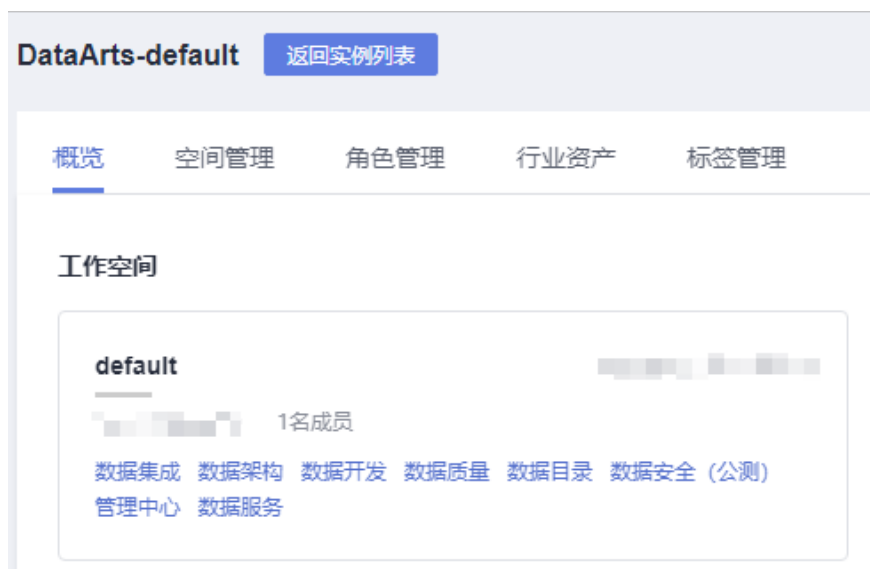 DataArts-default 返回实例列表
概览 空间管理 角色管理 行业资产 标签管理
工作空间
default
1名成员
数据集成 数据架构 数据开发 数据质量 数据目录 数据安全（公测）
管理中心 数据服务